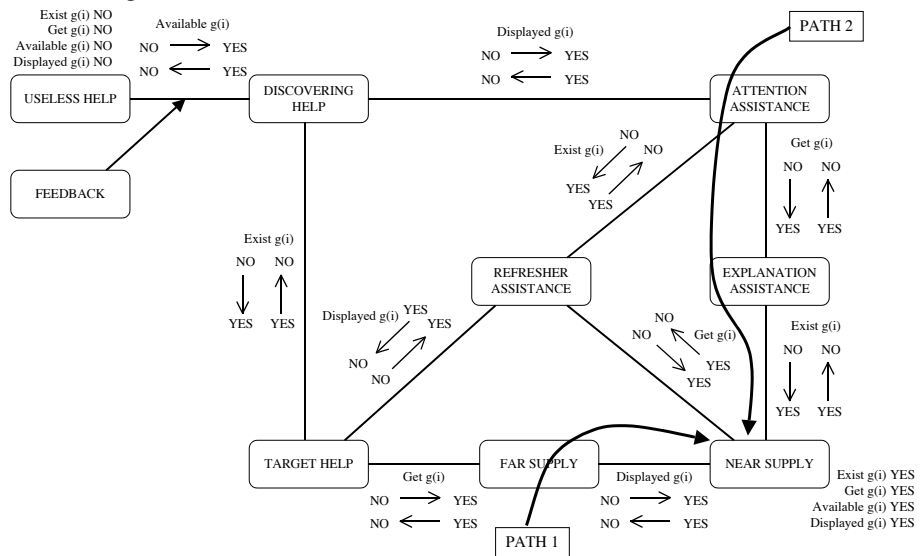 Exist g(i) NO
Get g(i) NO
Available g(i) NO
Displayed g(i) NO
Available g(i)
NO YES
NO YES
Displayed g(i)
NO YES
NO YES
PATH 2
USELESS HELP
DISCOVERING
HELP
ATTENTION
ASSISTANCE
FEEDBACK
Exist g(i)
NO
NO
YES
YES
Get g(i)
NO NO
YES YES
Exist g(i)
NO NO
YES YES
REFRESHER
ASSISTANCE
EXPLANATION
ASSISTANCE
Displayed g(i)
YES
YES
NO
NO
NO
NO
Get g(i)
YES
YES
Exist g(i)
NO NO
YES YES
TARGET HELP
FAR SUPPLY
NEAR SUPPLY
Get g(i)
NO YES
NO YES
Displayed g(i)
NO YES
NO YES
Exist g(i) YES
Get g(i) YES
Available g(i) YES
Displayed g(i) YES
PATH 1